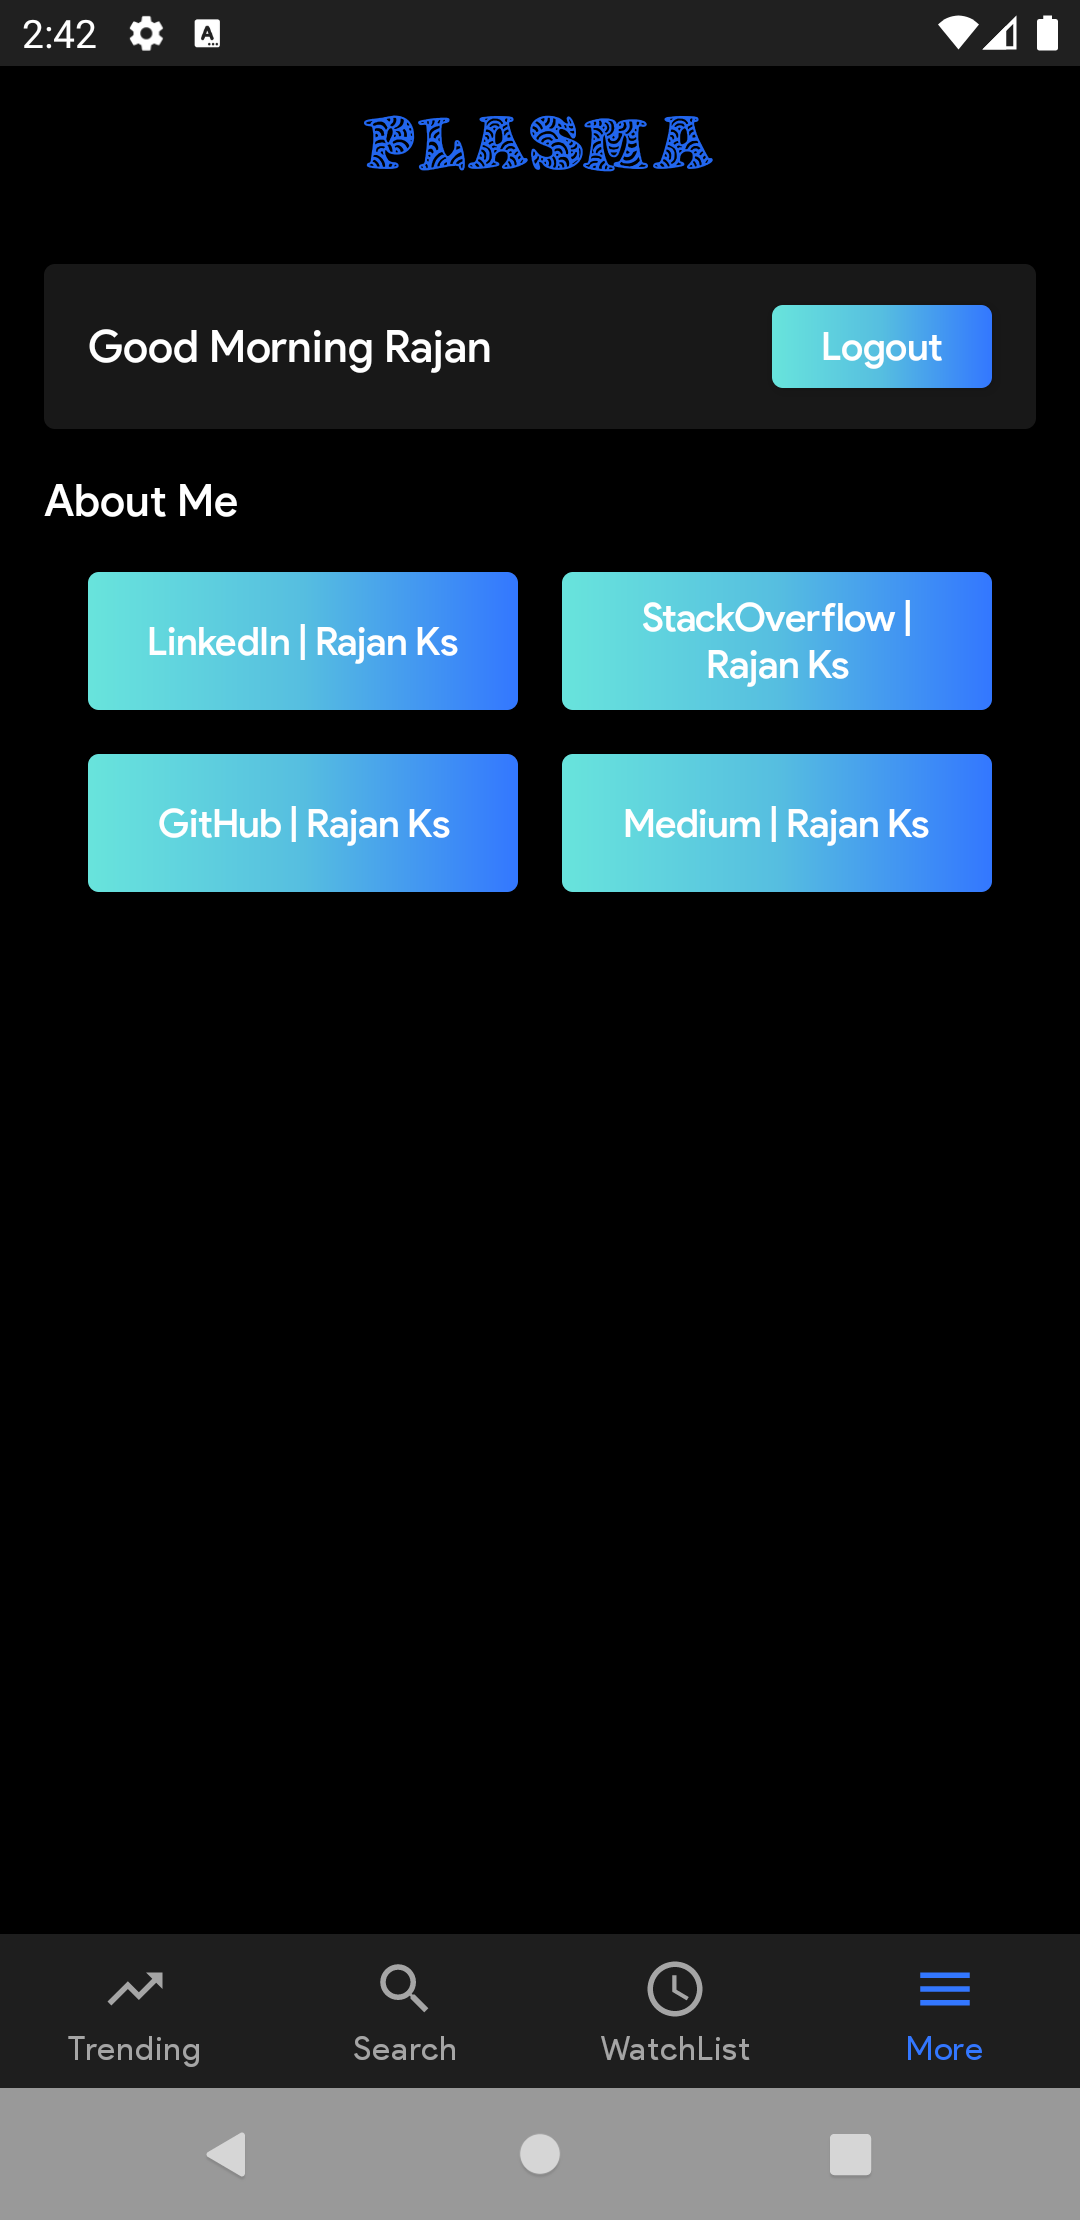 2:42
PLASMA
Good Morning Rajan
Logout
About Me
LinkedIn | Rajan Ks
StackOverflow |
Rajan Ks
GitHub | Rajan Ks
Medium | Rajan Ks
Trending
Search
WatchList
More